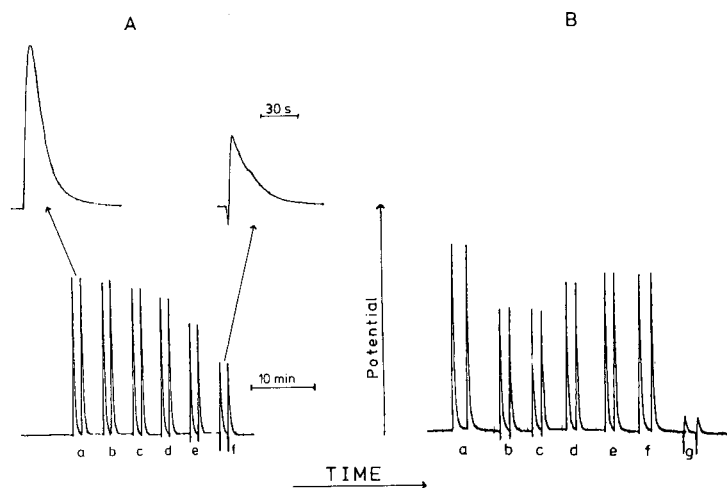 A
B
30 s
10 min
Potential
a b c d e f
a b c d e f g
TIME